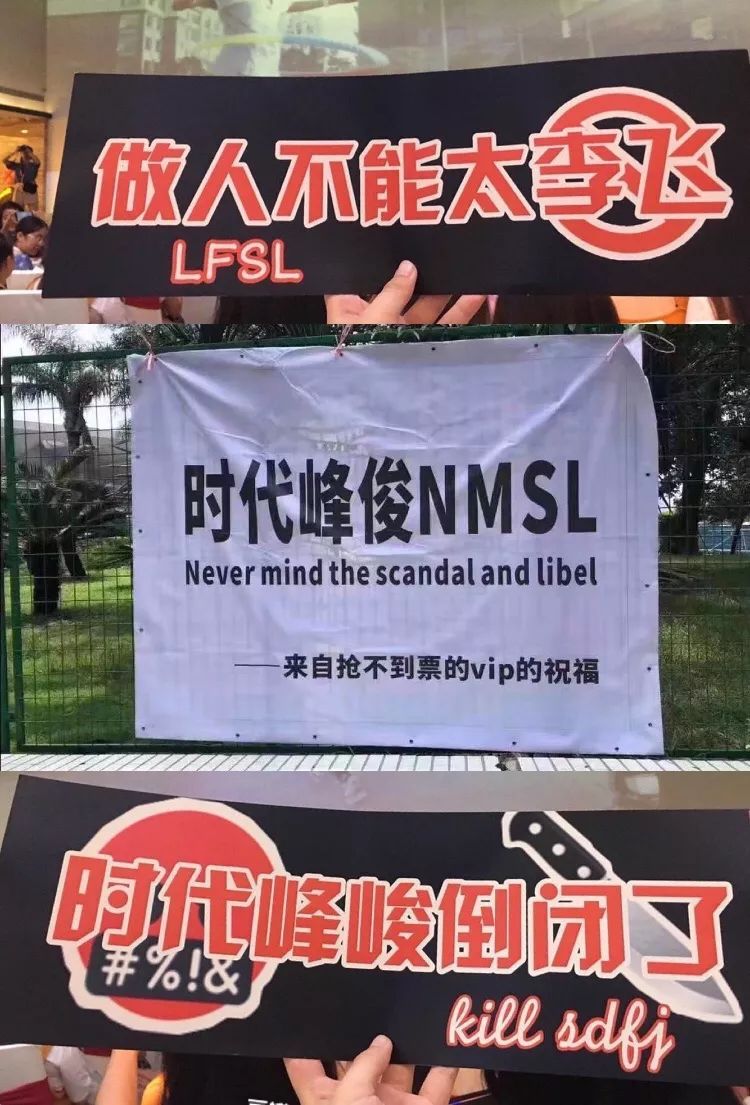 做人不能太李飞
LFSL
时代峰俊NMSL
Never mind the scandal and libel
——来自抢不到票的vip的祝福
时代峰峻倒闭了
#%!&
kill sdfj